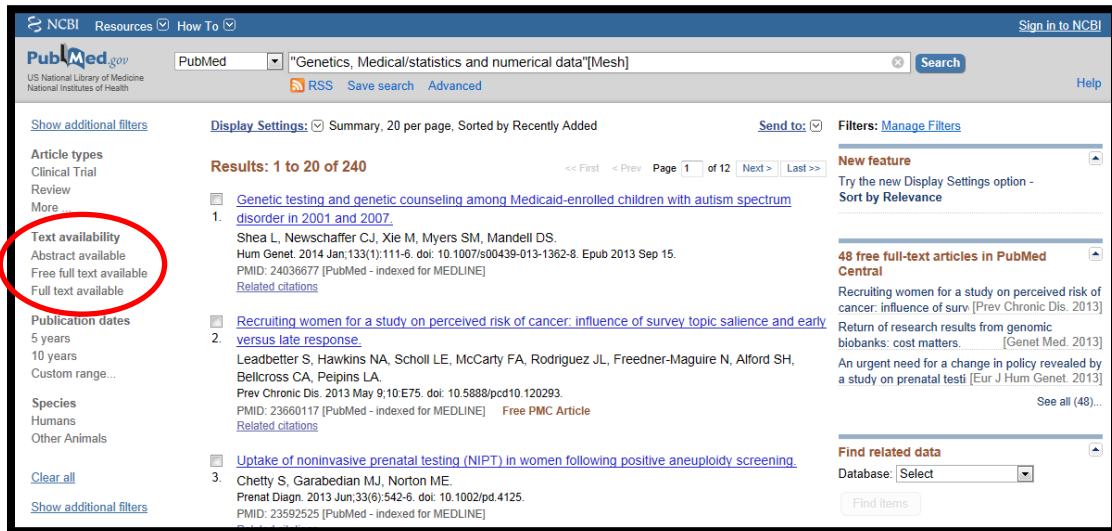 NCBI Resources How To Sign in to NCBI
PubMed.gov
US National Library of Medicine
National Institutes of Health
PubMed
"Genetics, Medical/statistics and numerical data"[Mesh]
Search
RSS Save search Advanced
Help
Show additional filters
Article types
Clinical Trial
Review
More ...
Text availability
Abstract available
Free full text available
Full text available
Publication dates
5 years
10 years
Custom range...
Species
Humans
Other Animals
Clear all
Show additional filters
Display Settings: Summary, 20 per page, Sorted by Recently Added Send to:
Results: 1 to 20 of 240
<< First < Prev Page 1 of 12 Next > Last >>
Genetic testing and genetic counseling among Medicaid-enrolled children with autism spectrum
1. disorder in 2001 and 2007.
Shea L, Newschaffer CJ, Xie M, Myers SM, Mandell DS.
Hum Genet. 2014 Jan;133(1):111-6. doi: 10.1007/s00439-013-1362-8. Epub 2013 Sep 15.
PMID: 24036677 [PubMed - indexed for MEDLINE]
Related citations
Recruiting women for a study on perceived risk of cancer: influence of survey topic salience and early
2. versus late response.
Leadbetter S, Hawkins NA, Scholl LE, McCarty FA, Rodriguez JL, Freedner-Maguire N, Alford SH,
Bellcross CA, Peipins LA.
Prev Chronic Dis. 2013 May 9;10:E75. doi: 10.5888/pcd10.120293.
PMID: 23660117 [PubMed - indexed for MEDLINE] Free PMC Article
Related citations
Uptake of noninvasive prenatal testing (NIPT) in women following positive aneuploidy screening.
3. Chetty S, Garabedian MJ, Norton ME.
Prenat Diagn. 2013 Jun;33(6):542-6. doi: 10.1002/pd.4125.
PMID: 23592525 [PubMed - indexed for MEDLINE]
Filters: Manage Filters
New feature
Try the new Display Settings option -
Sort by Relevance
48 free full-text articles in PubMed
Central
Recruiting women for a study on perceived risk of
cancer: influence of surv [Prev Chronic Dis. 2013]
Return of research results from genomic
biobanks: cost matters. [Genet Med. 2013]
An urgent need for a change in policy revealed by
a study on prenatal testi [Eur J Hum Genet. 2013]
See all (48)...
Find related data
Database: Select
Find items